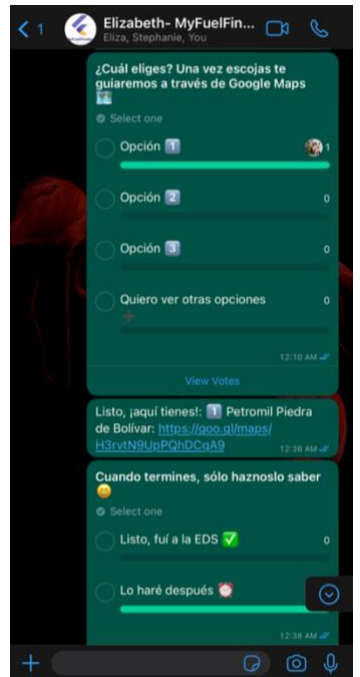 1
Elizabeth- MyFuelFin...
Eliza, Stephanie, You
¿Cuál eliges? Una vez escojas te
guiaremos a través de Google Maps
🗺️
Select one
Opción 1️⃣ 1
Opción 2️⃣ 0
Opción 3️⃣ 0
Quiero ver otras opciones 0
➕
12:10 AM
View Votes
Listo, ¡aquí tienes!: 1️⃣ Petromil Piedra
de Bolívar: https://goo.gl/maps/
H3rvtN9UpPQhDCqA9 12:36 AM
Cuando termines, sólo haznoslo saber
😀
Select one
Listo, fuí a la EDS ✅ 0
Lo haré después ⏰
12:36 AM